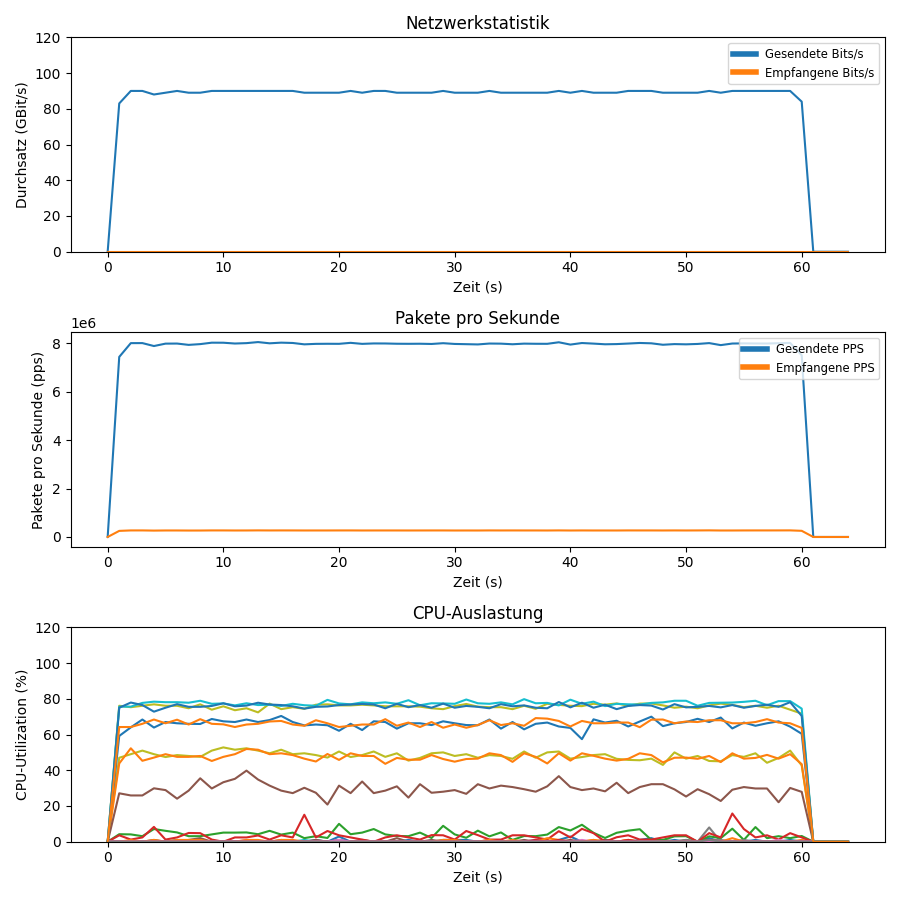 Netzwerkstatistik
Durchsatz (GBit/s)
120
100
80
60
40
20
0
Gesendete Bits/s
Empfangene Bits/s
0 10 20 30 40 50 60
Zeit (s)
Pakete pro Sekunde
1e6
Pakete pro Sekunde (pps)
8
6
4
2
0
Gesendete PPS
Empfangene PPS
0 10 20 30 40 50 60
Zeit (s)
CPU-Auslastung
CPU-Utilization (%)
120
100
80
60
40
20
0
0 10 20 30 40 50 60
Zeit (s)